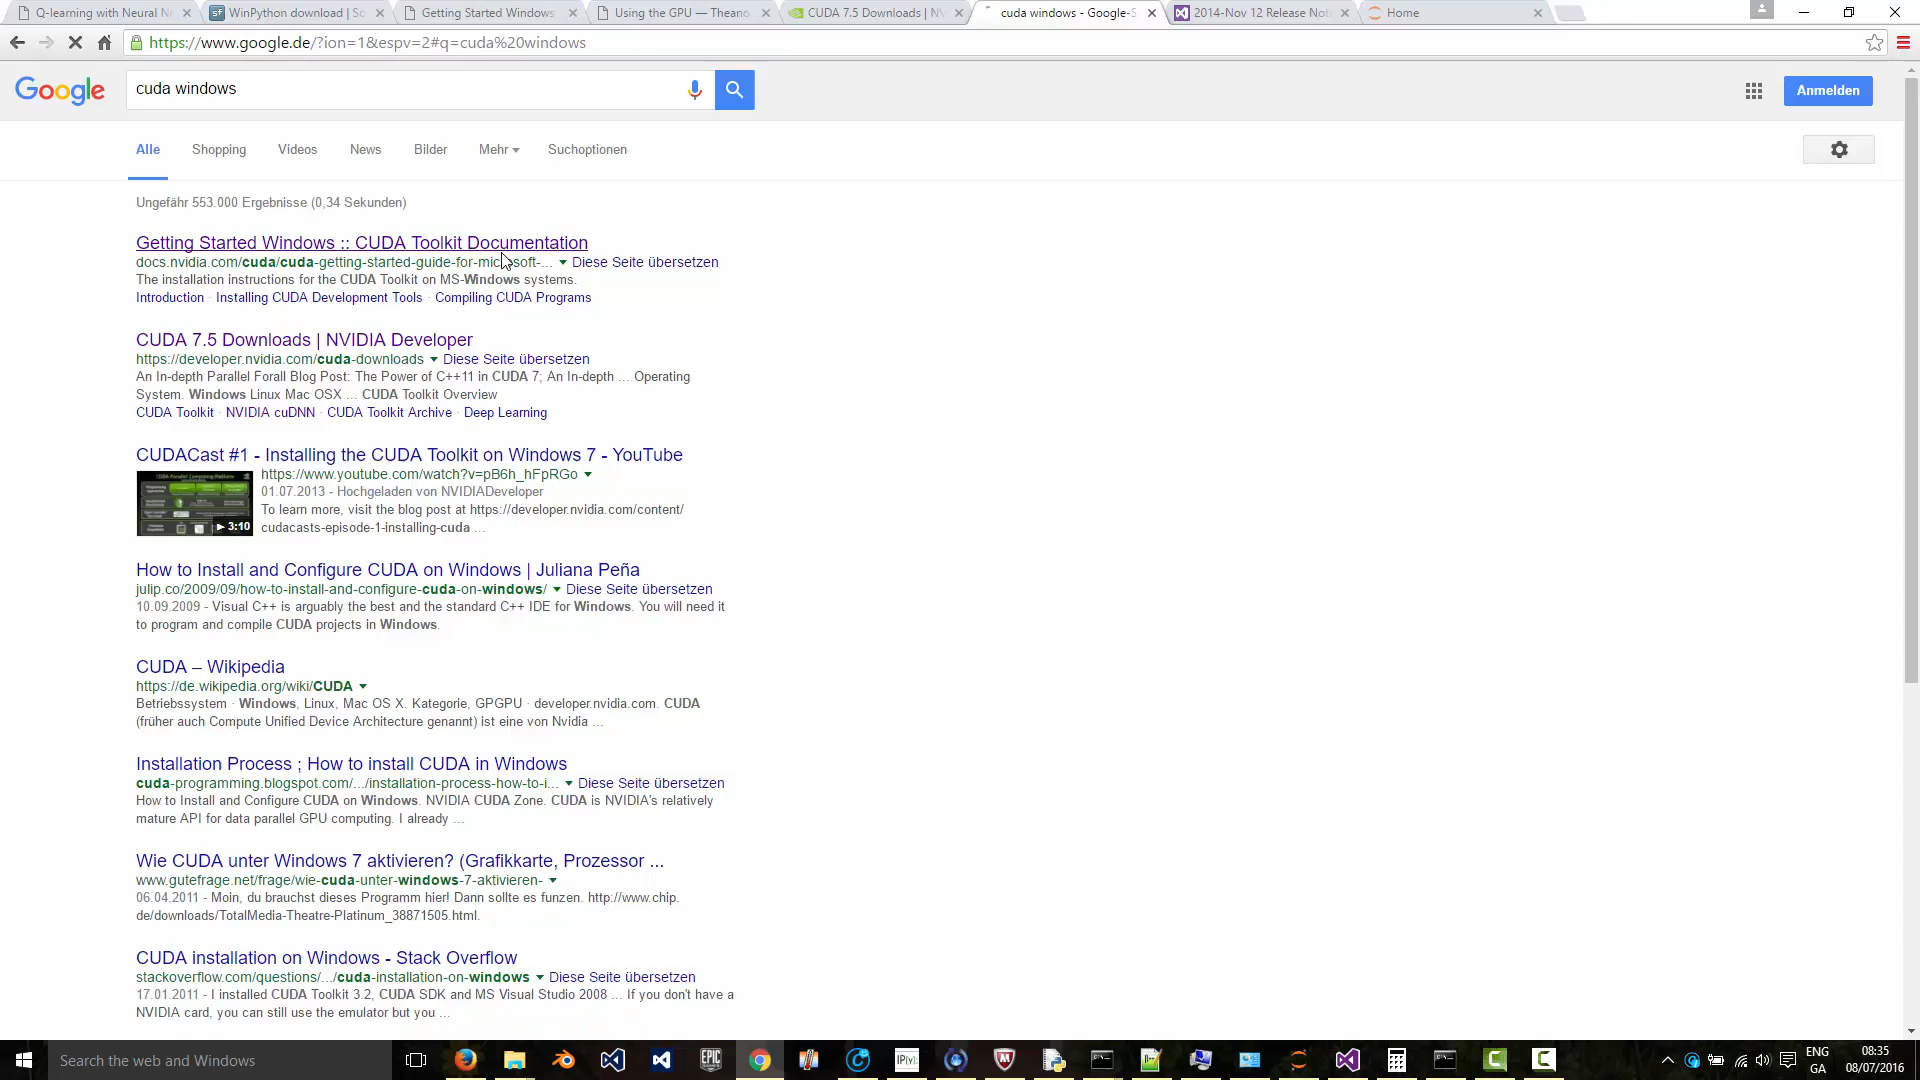 Q-learning with Neural N
WinPython download | So
Getting Started Windows
Using the GPU — Theano
CUDA 7.5 Downloads | NV
cuda windows - Google-S
2014-Nov 12 Release Not
Home
https://www.google.de/?ion=1&espv=2#q=cuda%20windows
Google
cuda windows
Anmelden
Alle
Shopping
Videos
News
Bilder
Mehr
Suchoptionen
Ungefähr 553.000 Ergebnisse (0,34 Sekunden)
Getting Started Windows :: CUDA Toolkit Documentation
docs.nvidia.com/cuda/cuda-getting-started-guide-for-microsoft-... Diese Seite übersetzen
The installation instructions for the CUDA Toolkit on MS-Windows systems.
Introduction · Installing CUDA Development Tools · Compiling CUDA Programs
CUDA 7.5 Downloads | NVIDIA Developer
https://developer.nvidia.com/cuda-downloads Diese Seite übersetzen
An In-depth Parallel Forall Blog Post: The Power of C++11 in CUDA 7; An In-depth ... Operating
System. Windows Linux Mac OSX ... CUDA Toolkit Overview
CUDA Toolkit · NVIDIA cuDNN · CUDA Toolkit Archive · Deep Learning
CUDACast #1 - Installing the CUDA Toolkit on Windows 7 - YouTube
https://www.youtube.com/watch?v=pB6h_hFpRGo
01.07.2013 - Hochgeladen von NVIDIADeveloper
To learn more, visit the blog post at https://developer.nvidia.com/content/
cudacasts-episode-1-installing-cuda ...
3:10
How to Install and Configure CUDA on Windows | Juliana Peña
julip.co/2009/09/how-to-install-and-configure-cuda-on-windows/ Diese Seite übersetzen
10.09.2009 - Visual C++ is arguably the best and the standard C++ IDE for Windows. You will need it
to program and compile CUDA projects in Windows.
CUDA – Wikipedia
https://de.wikipedia.org/wiki/CUDA
Betriebssystem · Windows, Linux, Mac OS X. Kategorie, GPGPU · developer.nvidia.com. CUDA
(früher auch Compute Unified Device Architecture genannt) ist eine von Nvidia ...
Installation Process ; How to install CUDA in Windows
cuda-programming.blogspot.com/.../installation-process-how-to-i... Diese Seite übersetzen
How to Install and Configure CUDA on Windows. NVIDIA CUDA Zone. CUDA is NVIDIA's relatively
mature API for data parallel GPU computing. I already ...
Wie CUDA unter Windows 7 aktivieren? (Grafikkarte, Prozessor ...
www.gutefrage.net/frage/wie-cuda-unter-windows-7-aktivieren-
06.04.2011 - Moin, du brauchst dieses Programm hier! Dann sollte es funzen. http://www.chip.
de/downloads/TotalMedia-Theatre-Platinum_38871505.html.
CUDA installation on Windows - Stack Overflow
stackoverflow.com/questions/.../cuda-installation-on-windows Diese Seite übersetzen
17.01.2011 - I installed CUDA Toolkit 3.2, CUDA SDK and MS Visual Studio 2008 ... If you don't have a
NVIDIA card, you can still use the emulator but you ...
Search the web and Windows
EPIC
IP[y]:
ENG
GA
08:35
08/07/2016